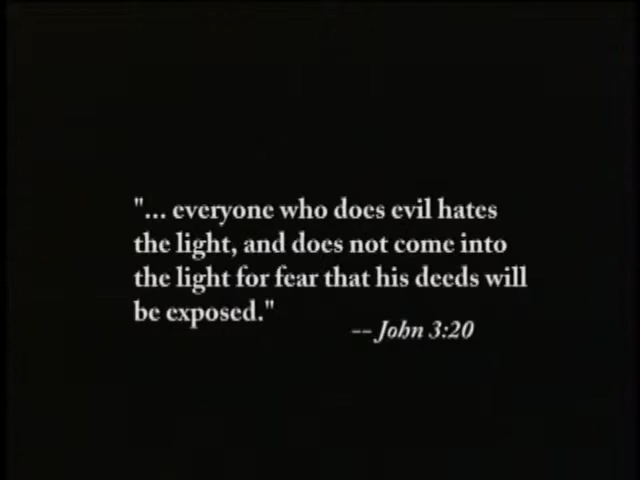 "... everyone who does evil hates
the light, and does not come into
the light for fear that his deeds will
be exposed."
-- John 3:20